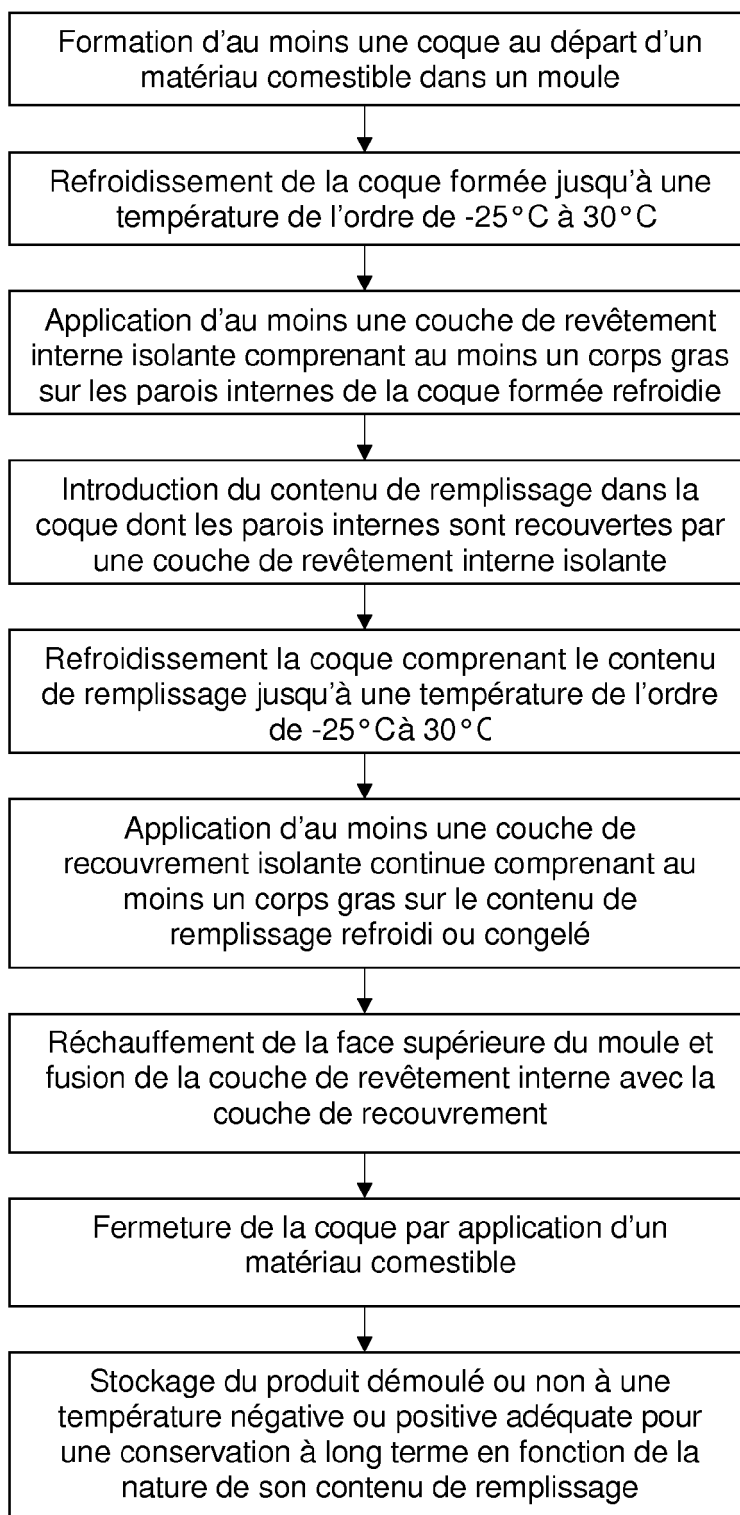 Formation d'au moins une coque au départ d'un
matériau comestible dans un moule
Refroidissement de la coque formée jusqu'à une
température de l'ordre de -25°C à 30°C
Application d'au moins une couche de revêtement
interne isolante comprenant au moins un corps gras
sur les parois internes de la coque formée refroidie
Introduction du contenu de remplissage dans la
coque dont les parois internes sont recouvertes par
une couche de revêtement interne isolante
Refroidissement la coque comprenant le contenu
de remplissage jusqu'à une température de l'ordre
de -25°C à 30°C
Application d'au moins une couche de
recouvrement isolante continue comprenant au
moins un corps gras sur le contenu de
remplissage refroidi ou congelé
Réchauffement de la face supérieure du moule et
fusion de la couche de revêtement interne avec la
couche de recouvrement
Fermeture de la coque par application d'un
matériau comestible
Stockage du produit démoulé ou non à une
température négative ou positive adéquate pour
une conservation à long terme en fonction de la
nature de son contenu de remplissage